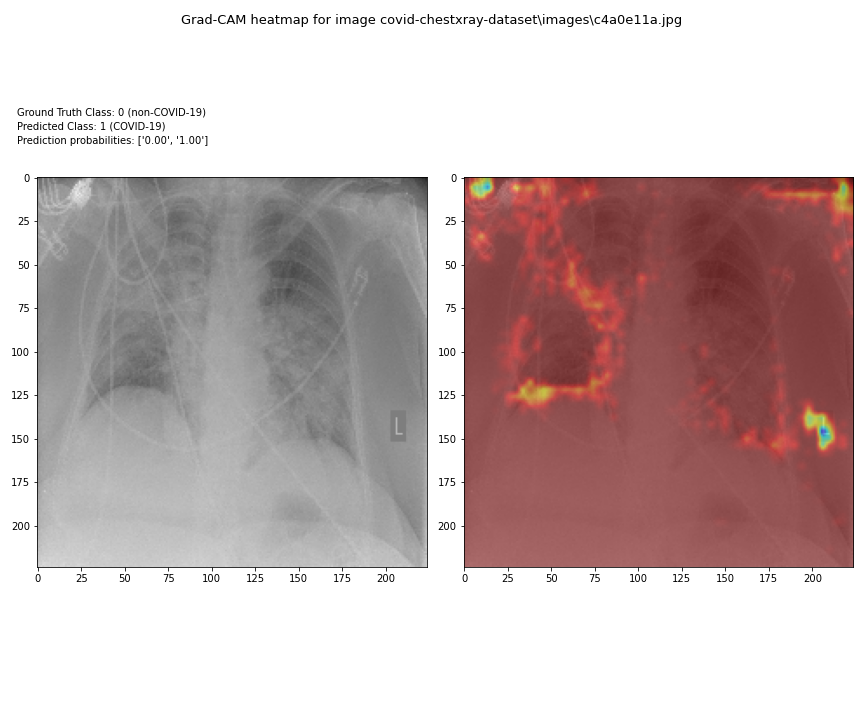 Grad-CAM heatmap for image covid-chestxray-dataset\images\c4a0e11a.jpg
Ground Truth Class: 0 (non-COVID-19)
Predicted Class: 1 (COVID-19)
Prediction probabilities: ['0.00', '1.00']
0
25
50
75
100
125
150
175
200
0 25 50 75 100 125 150 175 200
L
0
25
50
75
100
125
150
175
200
0 25 50 75 100 125 150 175 200